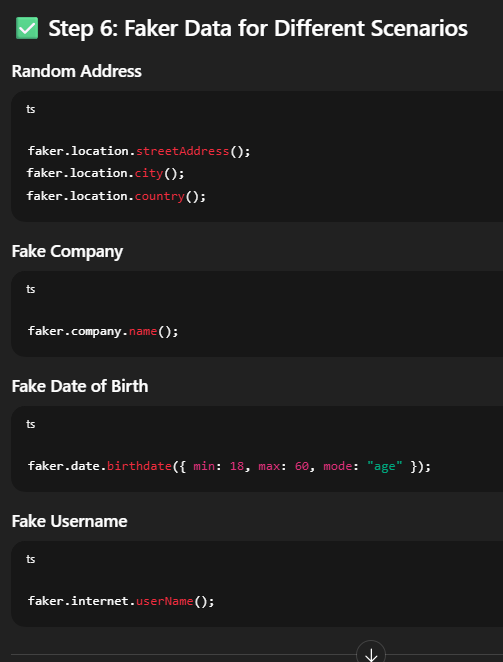 ✅ Step 6: Faker Data for Different Scenarios
Random Address
ts
faker.location.streetAddress();
faker.location.city();
faker.location.country();
Fake Company
ts
faker.company.name();
Fake Date of Birth
ts
faker.date.birthdate({ min: 18, max: 60, mode: "age" });
Fake Username
ts
faker.internet.userName();